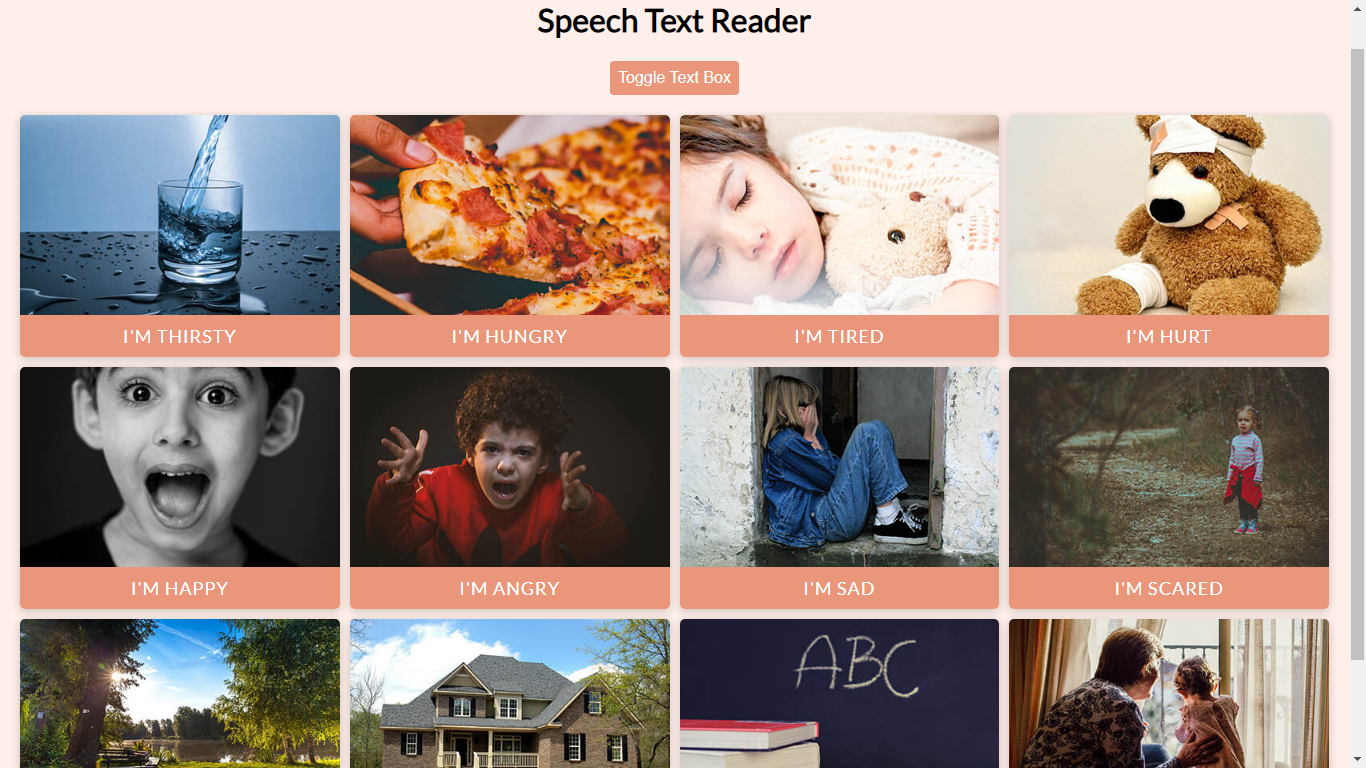 Speech Text Reader
Toggle Text Box
I'M THIRSTY
I'M HUNGRY
I'M TIRED
I'M HURT
I'M HAPPY
I'M ANGRY
I'M SAD
I'M SCARED
ABC